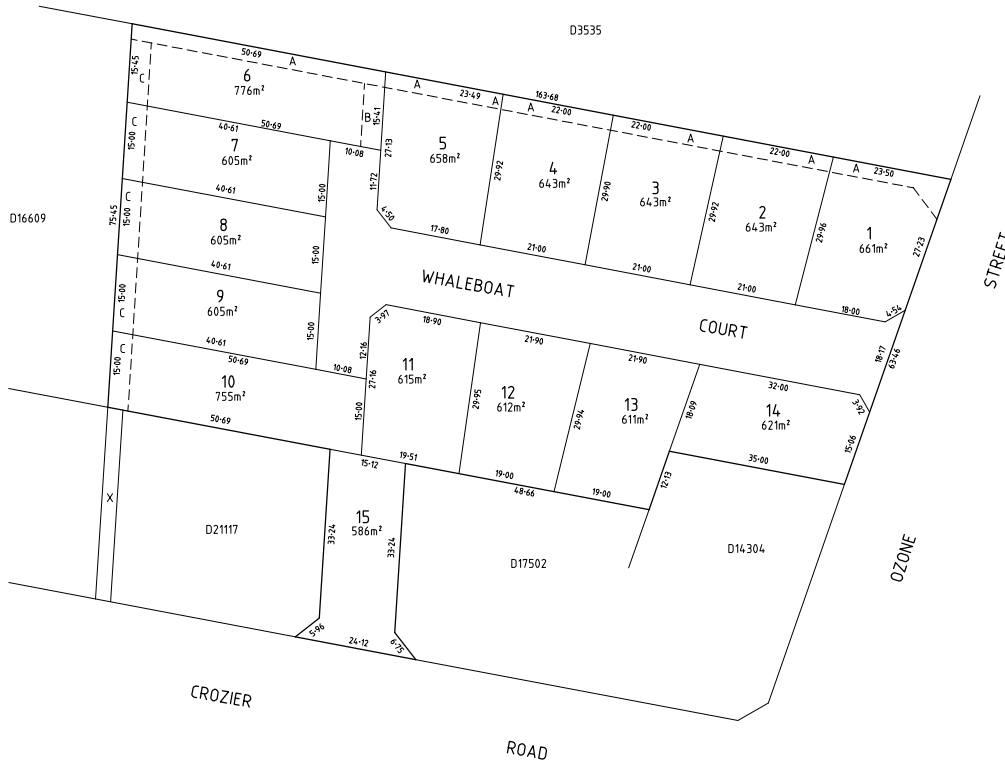 D3535
50·69
A
15·45
C
6
776m²
B
15·41
23·49
A
A
163·68
22·00
A
22·00
A
22·00
A
23·50
A
40·61
50·69
10·08
27·13
5
658m²
29·92
4
643m²
29·90
3
643m²
29·92
2
643m²
29·96
1
661m²
27·23
STREET
C
15·00
7
605m²
11·72
15·00
4·50
17·80
21·00
21·00
21·00
18·00
4·54
D16609
75·45
C
15·00
40·61
8
605m²
15·00
WHALEBOAT
COURT
40·61
C
15·00
9
605m²
15·00
3·97
18·90
21·90
21·90
32·00
3·92
18·17
63·46
40·61
50·69
10·08
12·16
27·16
11
615m²
29·95
12
612m²
29·94
13
611m²
18·09
14
621m²
15·06
C
15·00
10
755m²
15·00
50·69
15·12
19·51
19·00
48·66
19·00
12·13
35·00
X
D21117
33·24
15
586m²
33·24
D17502
D14304
OZONE
5·96
24·12
6·75
CROZIER
ROAD